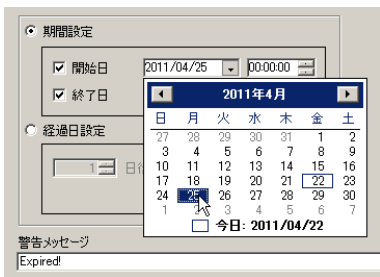 期間設定
開始日 2011/04/25 00:00:00
終了日
2011年4月
日 月 火 水 木 金 土
27 28 29 30 31 1 2
3 4 5 6 7 8 9
10 11 12 13 14 15 16
17 18 19 20 21 22 23
24 25 26 27 28 29 30
1 2 3 4 5 6 7
今日: 2011/04/22
経過日設定
1 日
警告メッセージ
Expired!